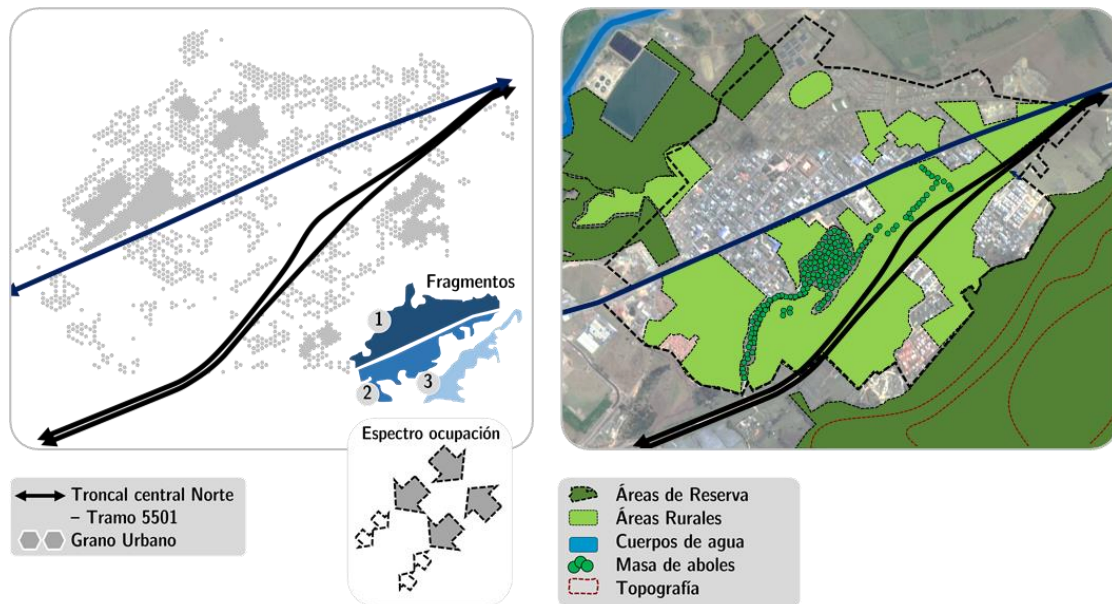 Fragmentos
1
2
3
Espectro ocupación
Troncal central Norte
– Tramo 5501
Grano Urbano
Áreas de Reserva
Áreas Rurales
Cuerpos de agua
Masa de aboles
Topografía